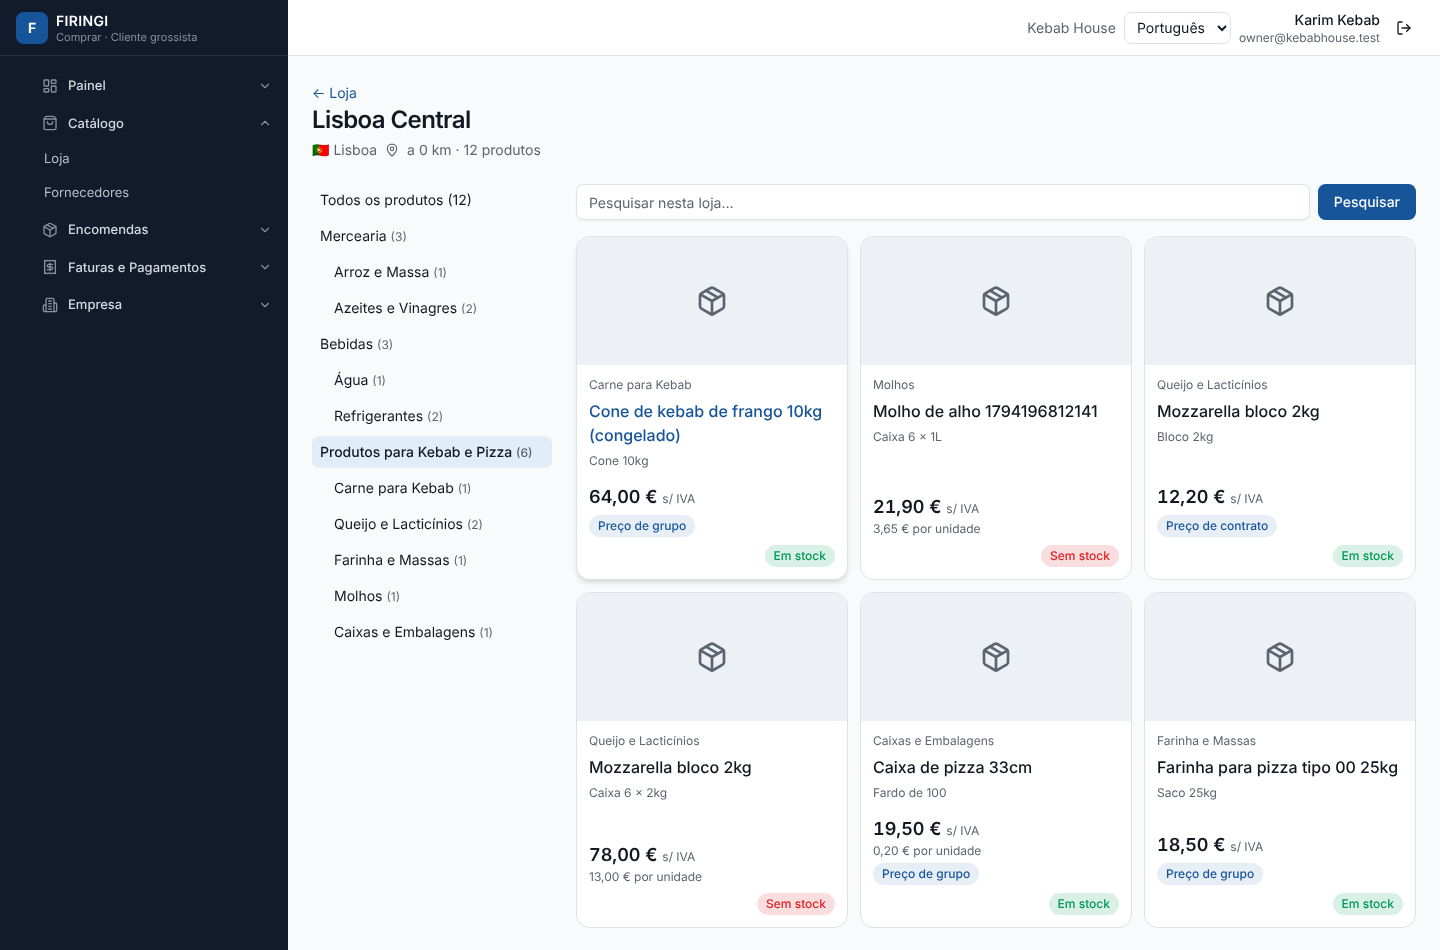 F
FIRINGI
Comprar · Cliente grossista
Painel
Catálogo
Loja
Fornecedores
Encomendas
Faturas e Pagamentos
Empresa
Kebab House
Português
Karim Kebab
owner@kebabhouse.test
← Loja
Lisboa Central
Lisboa a 0 km · 12 produtos
Todos os produtos (12)
Mercearia (3)
Arroz e Massa (1)
Azeites e Vinagres (2)
Bebidas (3)
Água (1)
Refrigerantes (2)
Produtos para Kebab e Pizza (6)
Carne para Kebab (1)
Queijo e Lacticínios (2)
Farinha e Massas (1)
Molhos (1)
Caixas e Embalagens (1)
Pesquisar nesta loja...
Pesquisar
Carne para Kebab
Cone de kebab de frango 10kg
(congelado)
Cone 10kg
64,00 € s/ IVA
Preço de grupo
Em stock
Molhos
Molho de alho 1794196812141
Caixa 6 × 1L
21,90 € s/ IVA
3,65 € por unidade
Sem stock
Queijo e Lacticínios
Mozzarella bloco 2kg
Bloco 2kg
12,20 € s/ IVA
Preço de contrato
Em stock
Queijo e Lacticínios
Mozzarella bloco 2kg
Caixa 6 × 2kg
78,00 € s/ IVA
13,00 € por unidade
Sem stock
Caixas e Embalagens
Caixa de pizza 33cm
Fardo de 100
19,50 € s/ IVA
0,20 € por unidade
Preço de grupo
Em stock
Farinha e Massas
Farinha para pizza tipo 00 25kg
Saco 25kg
18,50 € s/ IVA
Preço de grupo
Em stock